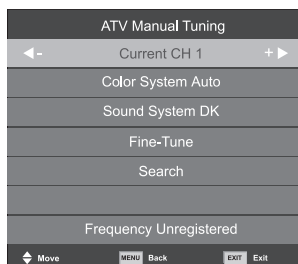 ATV Manual Tuning
- Current CH 1 +
Color System Auto
Sound System DK
Fine-Tune
Search
Frequency Unregistered
Move MENU Back EXIT Exit